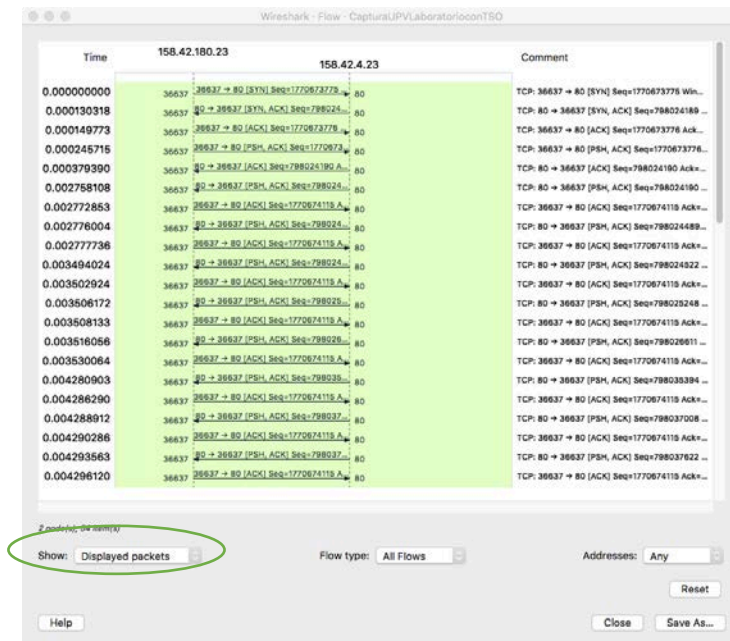 Wireshark · Flow · CapturaUPVLaboratorioconTSO
Time 158.42.180.23 158.42.4.23 Comment
0.000000000 36637 36637 → 80 [SYN] Seq=1770673775 ... 80 TCP: 36637 → 80 [SYN] Seq=1770673775 Win...
0.000130318 36637 80 → 36637 [SYN, ACK] Seq=798024... 80 TCP: 80 → 36637 [SYN, ACK] Seq=798024189 ...
0.000149773 36637 36637 → 80 [ACK] Seq=1770673776 ... 80 TCP: 36637 → 80 [ACK] Seq=1770673776 Ack...
0.000245715 36637 36637 → 80 [PSH, ACK] Seq=1770673... 80 TCP: 36637 → 80 [PSH, ACK] Seq=1770673776...
0.000379390 36637 80 → 36637 [ACK] Seq=798024190 A... 80 TCP: 80 → 36637 [ACK] Seq=798024190 Ack=...
0.002758108 36637 80 → 36637 [PSH, ACK] Seq=798024... 80 TCP: 80 → 36637 [PSH, ACK] Seq=798024190 ...
0.002772853 36637 36637 → 80 [ACK] Seq=1770674115 A... 80 TCP: 36637 → 80 [ACK] Seq=1770674115 Ack=...
0.002776004 36637 80 → 36637 [PSH, ACK] Seq=798024... 80 TCP: 80 → 36637 [PSH, ACK] Seq=798024489...
0.002777736 36637 36637 → 80 [ACK] Seq=1770674115 A... 80 TCP: 36637 → 80 [ACK] Seq=1770674115 Ack=...
0.003494024 36637 80 → 36637 [PSH, ACK] Seq=798024... 80 TCP: 80 → 36637 [PSH, ACK] Seq=798024522 ...
0.003502924 36637 36637 → 80 [ACK] Seq=1770674115 A... 80 TCP: 36637 → 80 [ACK] Seq=1770674115 Ack=...
0.003506172 36637 80 → 36637 [PSH, ACK] Seq=798025... 80 TCP: 80 → 36637 [PSH, ACK] Seq=798025248 ...
0.003508133 36637 36637 → 80 [ACK] Seq=1770674115 A... 80 TCP: 36637 → 80 [ACK] Seq=1770674115 Ack=...
0.003516056 36637 80 → 36637 [PSH, ACK] Seq=798026... 80 TCP: 80 → 36637 [PSH, ACK] Seq=798026611 ...
0.003530064 36637 36637 → 80 [ACK] Seq=1770674115 A... 80 TCP: 36637 → 80 [ACK] Seq=1770674115 Ack=...
0.004280903 36637 80 → 36637 [PSH, ACK] Seq=798035... 80 TCP: 80 → 36637 [PSH, ACK] Seq=798035394 ...
0.004286290 36637 36637 → 80 [ACK] Seq=1770674115 A... 80 TCP: 36637 → 80 [ACK] Seq=1770674115 Ack=...
0.004288912 36637 80 → 36637 [PSH, ACK] Seq=798037... 80 TCP: 80 → 36637 [PSH, ACK] Seq=798037008 ...
0.004290286 36637 36637 → 80 [ACK] Seq=1770674115 A... 80 TCP: 36637 → 80 [ACK] Seq=1770674115 Ack=...
0.004293563 36637 80 → 36637 [PSH, ACK] Seq=798037... 80 TCP: 80 → 36637 [PSH, ACK] Seq=798037622 ...
0.004296120 36637 36637 → 80 [ACK] Seq=1770674115 A... 80 TCP: 36637 → 80 [ACK] Seq=1770674115 Ack=...
2 node(s), item(s)
Show: Displayed packets Flow type: All Flows Addresses: Any
Reset
Help Close Save As...